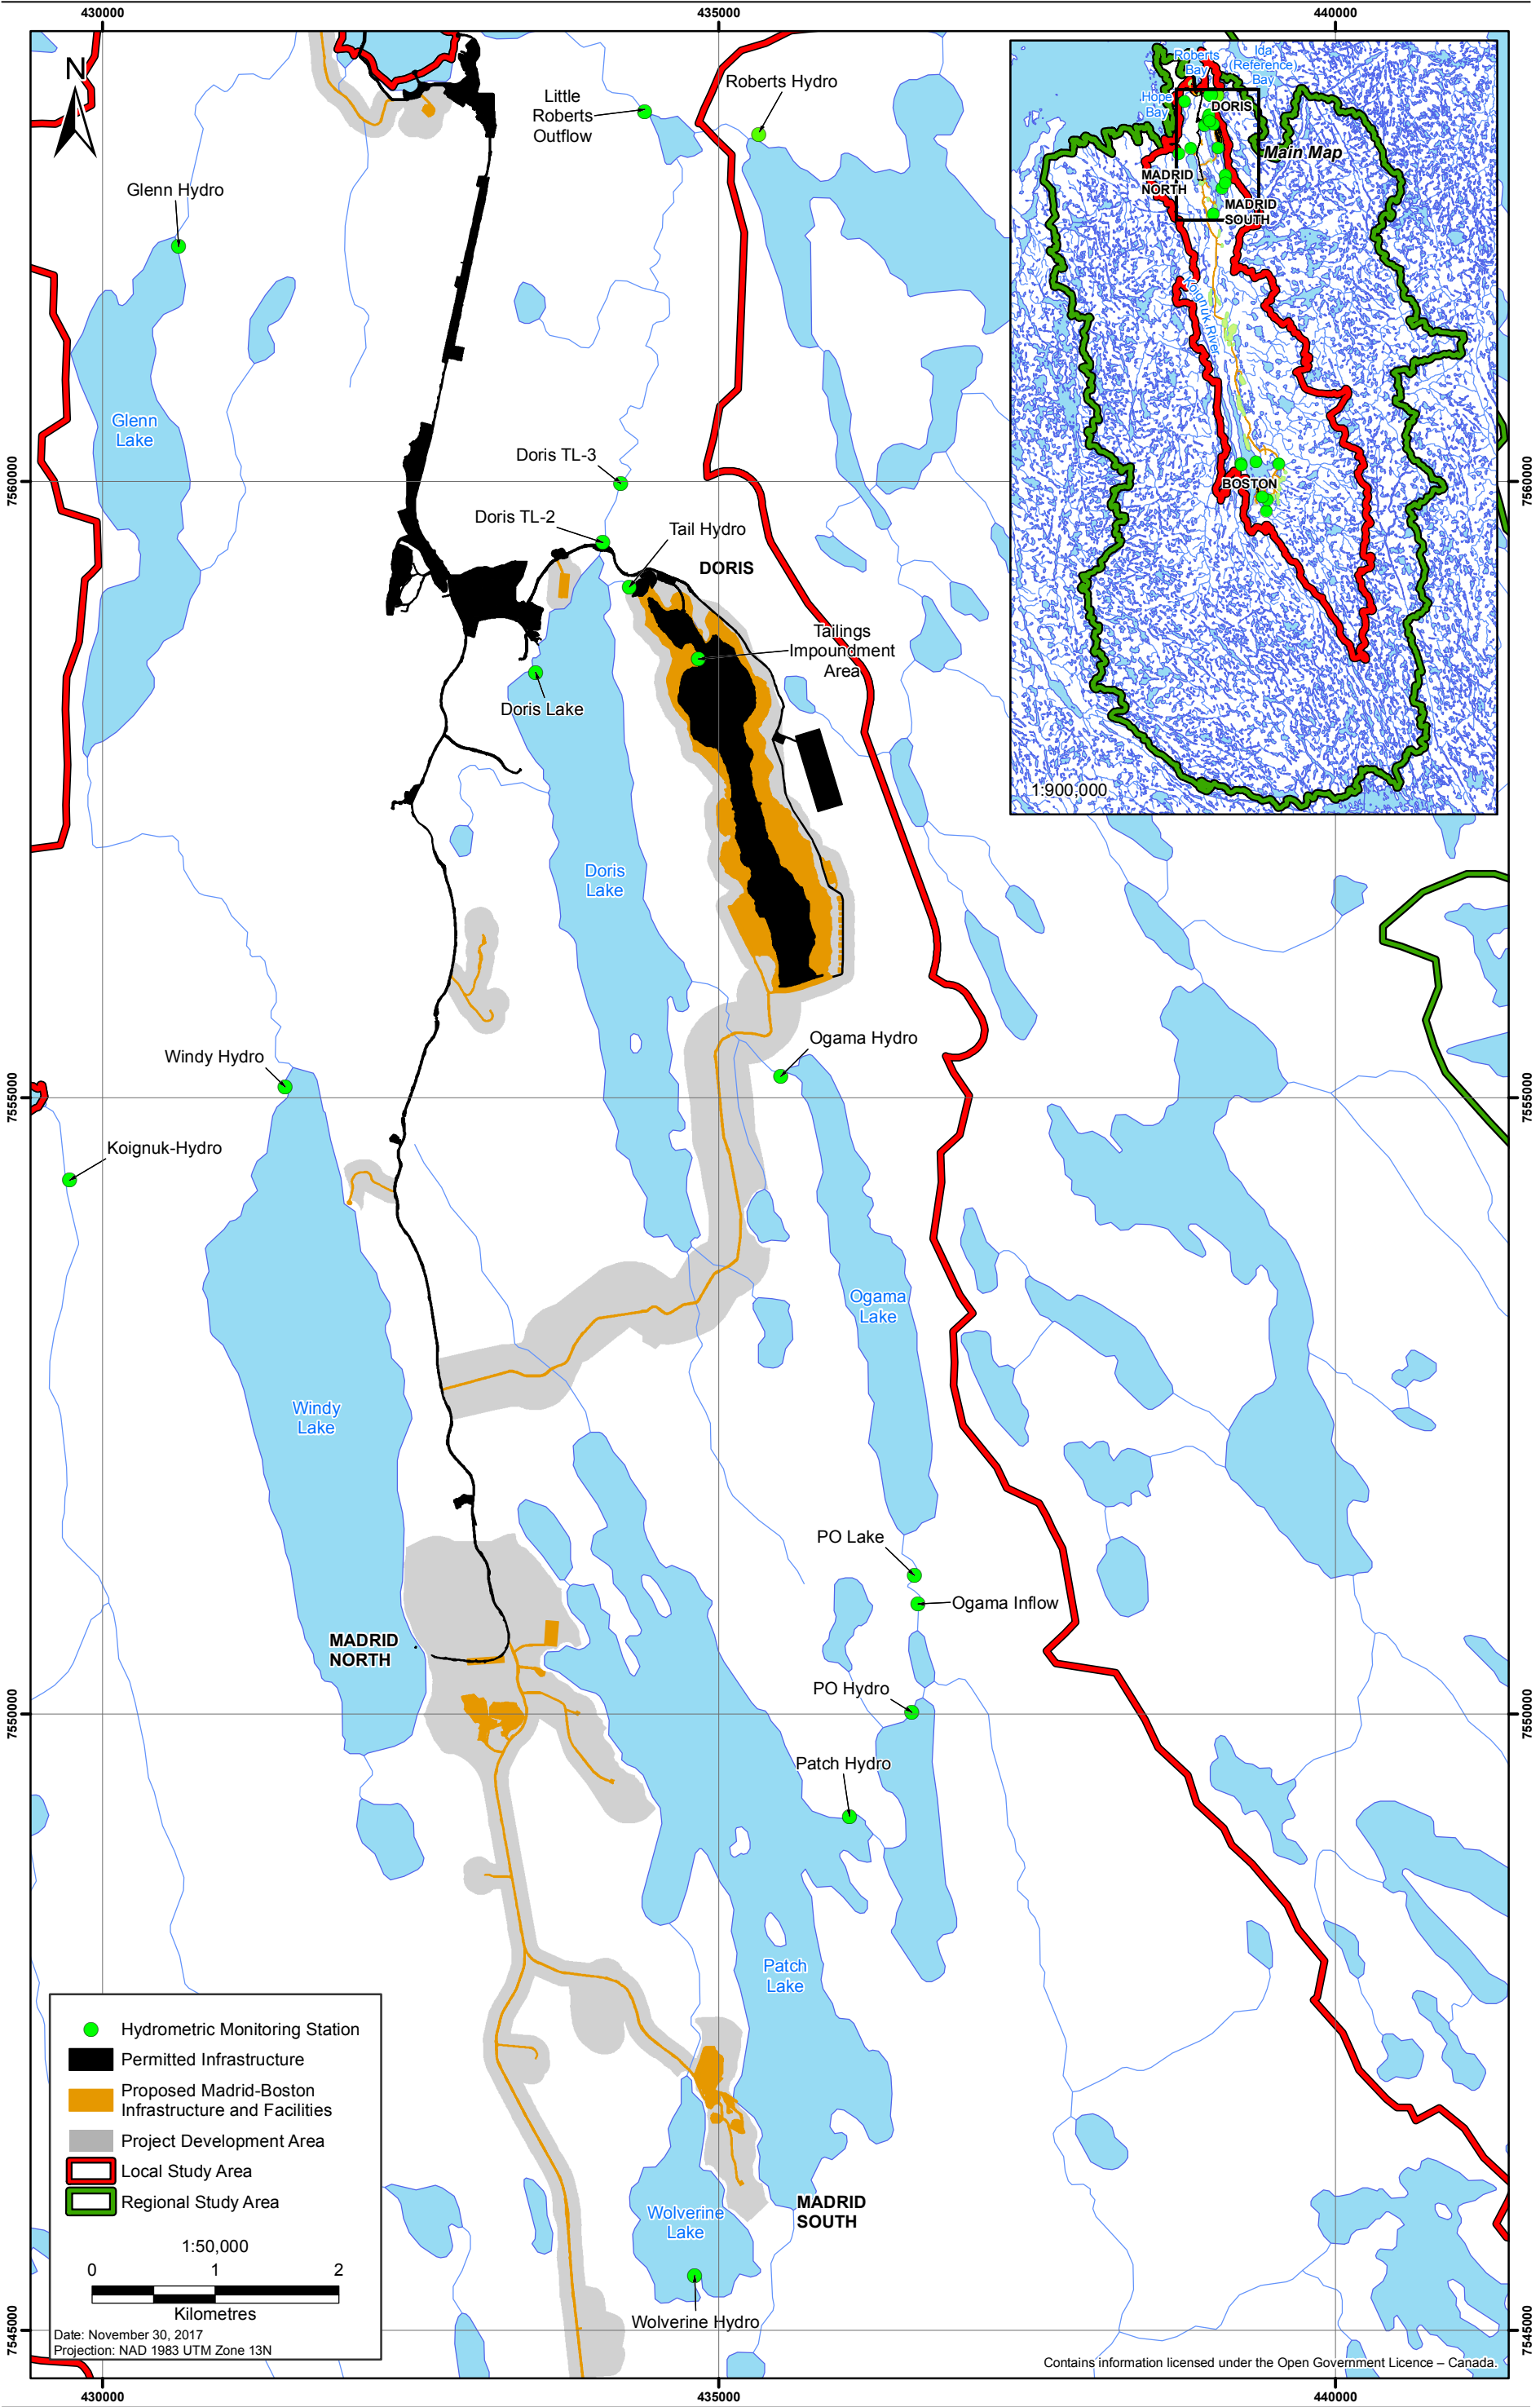 430000
435000
440000
N
Little
Roberts
Outflow
Roberts Hydro
Glenn Hydro
Roberts
Bay
Ida
(Reference)
Bay
Hope
Bay
DORIS
Main Map
MADRID
NORTH
MADRID
SOUTH
Koignuk River
BOSTON
1:900,000
Glenn
Lake
7560000
7560000
Doris TL-3
Doris TL-2
Tail Hydro
DORIS
Tailings
Impoundment
Area
Doris Lake
Doris
Lake
Windy Hydro
Ogama Hydro
7555000
7555000
Koignuk-Hydro
Ogama
Lake
Windy
Lake
PO Lake
Ogama Inflow
MADRID
NORTH
PO Hydro
7550000
7550000
Patch Hydro
Patch
Lake
Hydrometric Monitoring Station
Permitted Infrastructure
Proposed Madrid-Boston
Infrastructure and Facilities
Project Development Area
Local Study Area
Regional Study Area
1:50,000
0 1 2
Kilometres
Date: November 30, 2017
Projection: NAD 1983 UTM Zone 13N
MADRID
SOUTH
Wolverine
Lake
Wolverine Hydro
7545000
7545000
Contains information licensed under the Open Government Licence – Canada.
430000
435000
440000